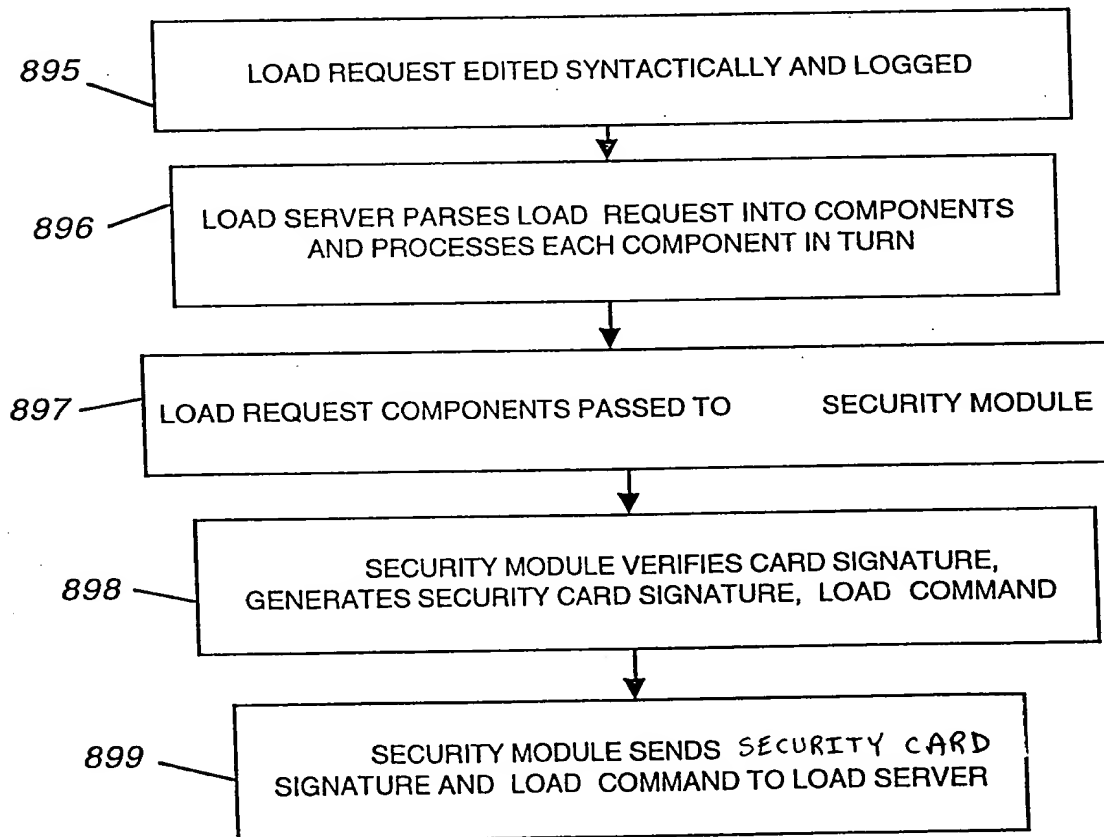 895
LOAD REQUEST EDITED SYNTACTICALLY AND LOGGED
896
LOAD SERVER PARSES LOAD REQUEST INTO COMPONENTS
AND PROCESSES EACH COMPONENT IN TURN
897
LOAD REQUEST COMPONENTS PASSED TO SECURITY MODULE
898
SECURITY MODULE VERIFIES CARD SIGNATURE,
GENERATES SECURITY CARD SIGNATURE, LOAD COMMAND
899
SECURITY MODULE SENDS SECURITY CARD
SIGNATURE AND LOAD COMMAND TO LOAD SERVER